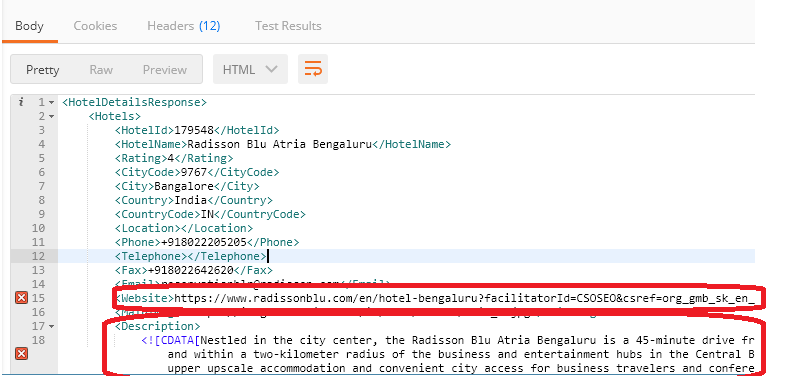 Body Cookies Headers (12) Test Results
Pretty Raw Preview HTML
i 1 <HotelDetailsResponse>
2 <Hotels>
3 <HotelId>179548</HotelId>
4 <HotelName>Radisson Blu Atria Bengaluru</HotelName>
5 <Rating>4</Rating>
6 <CityCode>9767</CityCode>
7 <City>Bangalore</City>
8 <Country>India</Country>
9 <CountryCode>IN</CountryCode>
10 <Location></Location>
11 <Phone>+918022205205</Phone>
12 <Telephone></Telephone>
13 <Fax>+918022642620</Fax>
14
15 <Website>https://www.radissonblu.com/en/hotel-bengaluru?facilitatorId=CSOSEO&csref=org_gmb_sk_en_
16
17 <Description>
18 <![CDATA[Nestled in the city center, the Radisson Blu Atria Bengaluru is a 45-minute drive fr
and within a two-kilometer radius of the business and entertainment hubs in the Central B
upper upscale accommodation and convenient city access for business travelers and confere